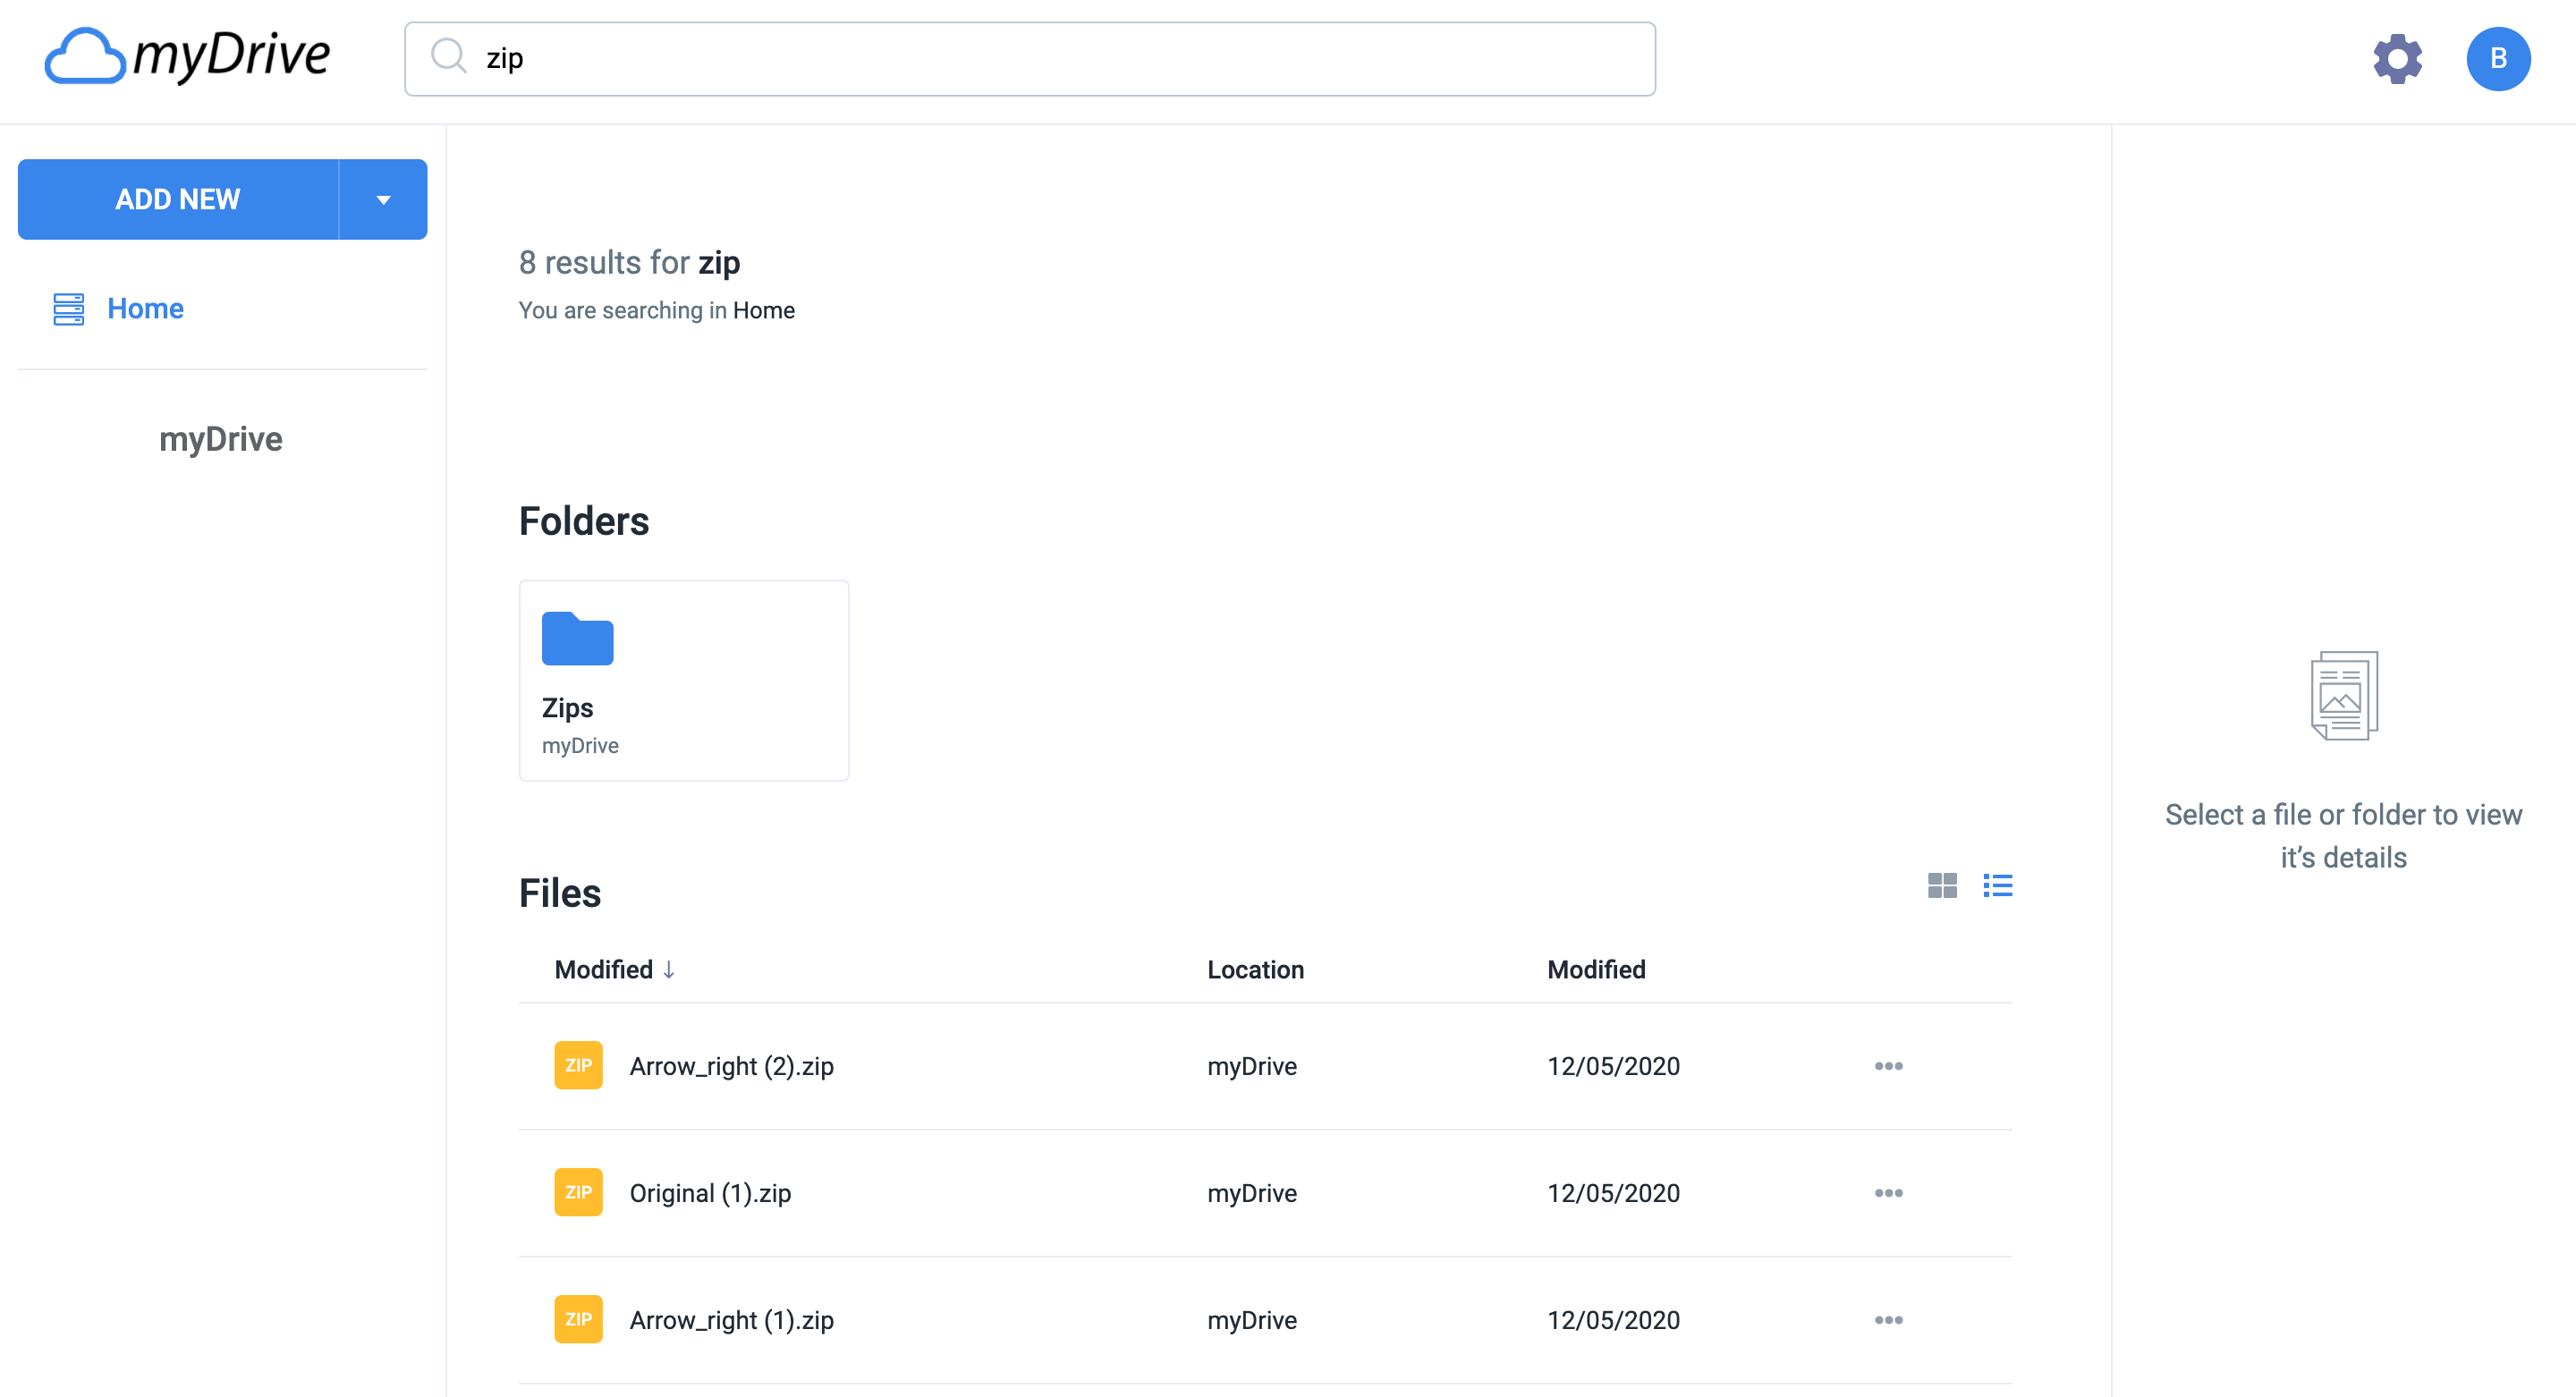 myDrive
zip
B
ADD NEW
Home
myDrive
8 results for zip
You are searching in Home
Folders
Zips
myDrive
Files
Modified ↓ Location Modified
ZIP Arrow_right (2).zip myDrive 12/05/2020
ZIP Original (1).zip myDrive 12/05/2020
ZIP Arrow_right (1).zip myDrive 12/05/2020
Select a file or folder to view
it’s details